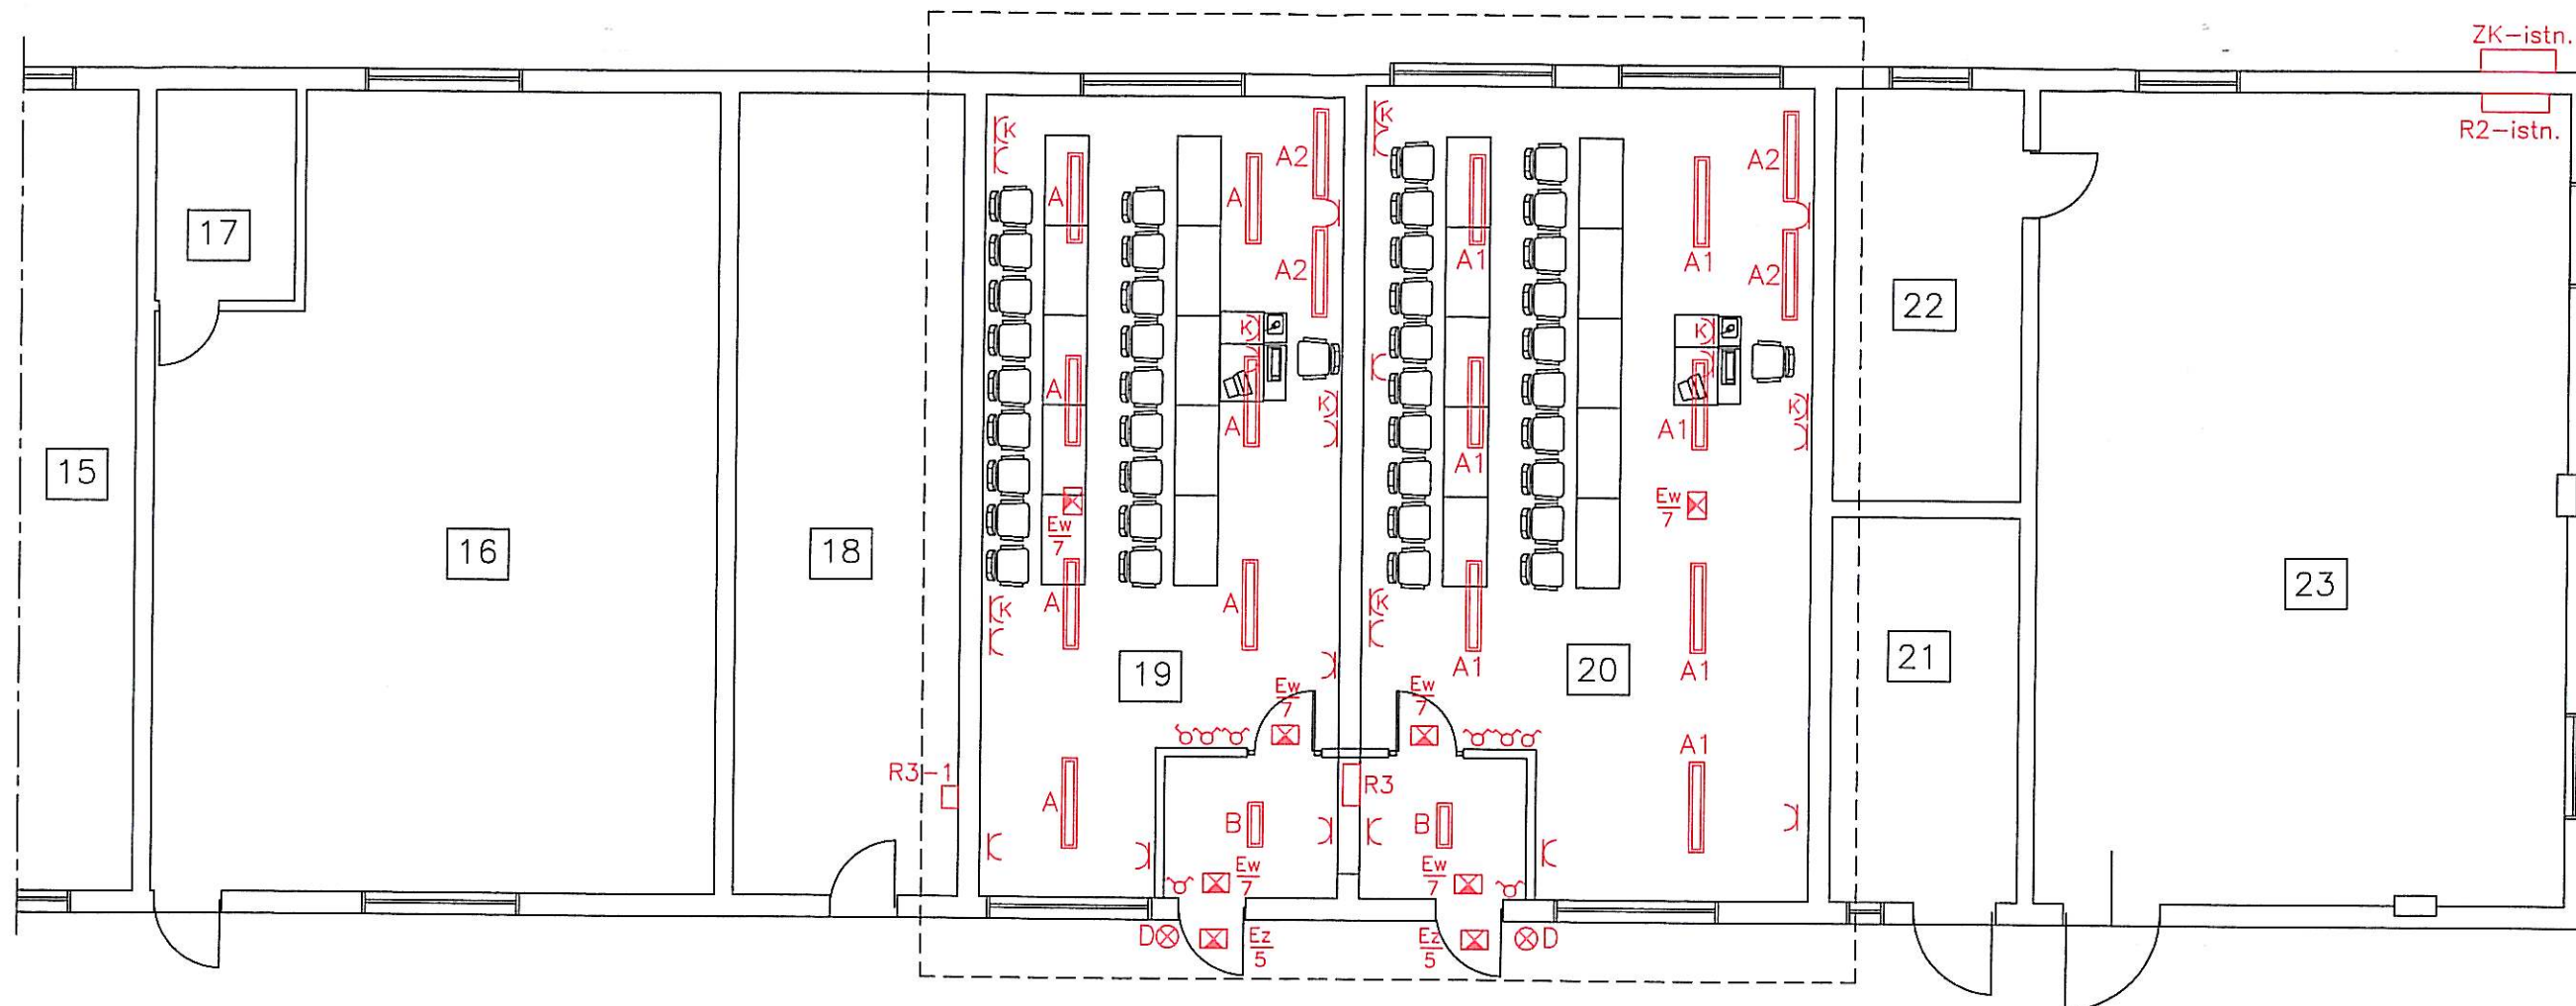 ZK-istn.
R2-istn.
K
K
A2
A2
A
A
A1
A1
A2
A2
17
22
K
K
A
A
K
K
A1
A1
15
16
18
Ew
7
Ew
7
23
K
A
A
K
19
20
21
A1
A1
Ew
7
Ew
7
R3-1
A
R3
A1
B
B
Ew
7
Ew
7
D
Ez
5
Ez
5
D